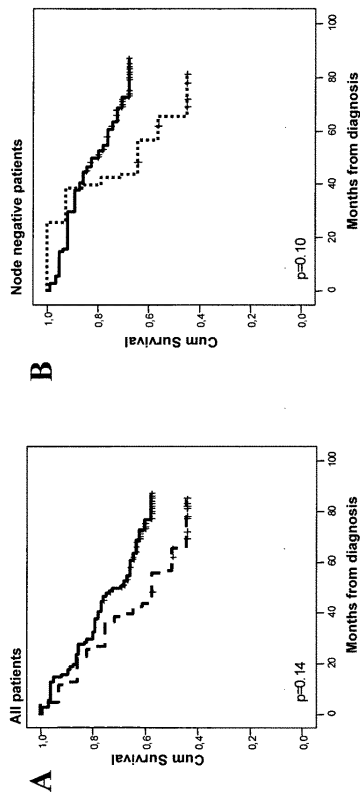 A
All patients
Cum Survival
1,0
0,8
0,6
0,4
0,2
0,0
p=0.14
0
20
40
60
80
100
Months from diagnosis
B
Node negative patients
Cum Survival
1,0
0,8
0,6
0,4
0,2
0,0
p=0.10
0
20
40
60
80
100
Months from diagnosis